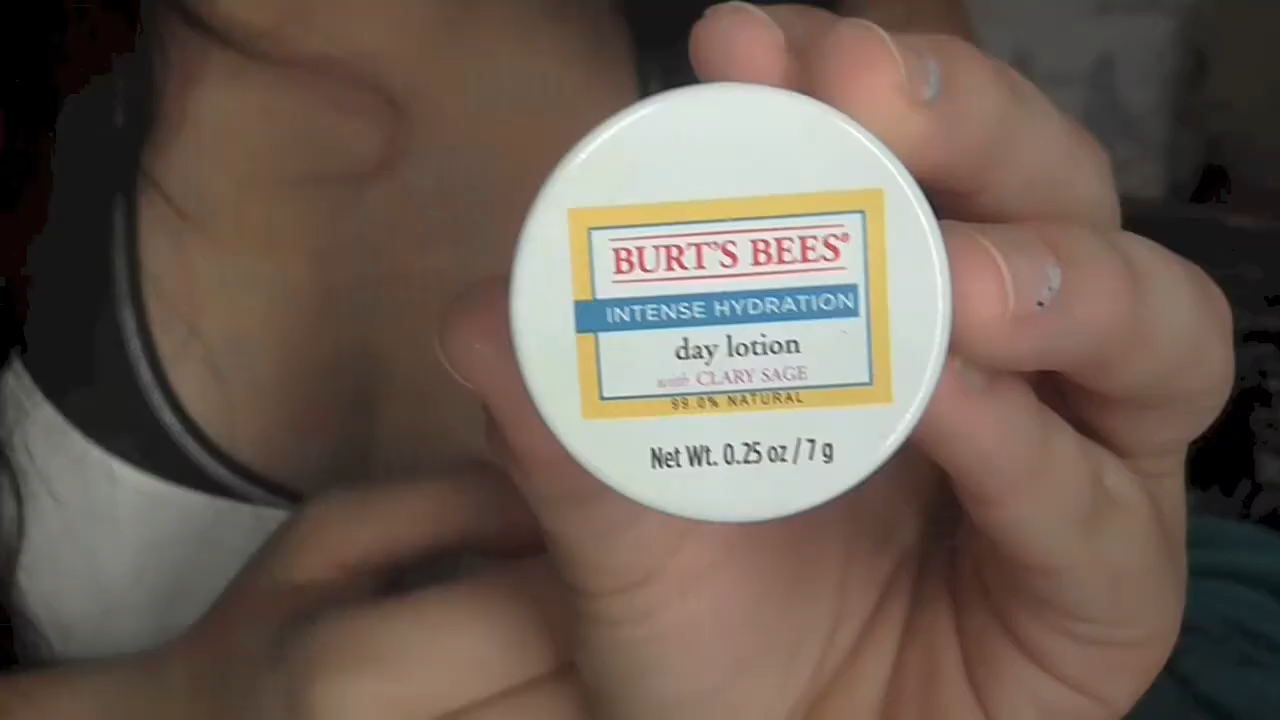 BURT'S BEES®
INTENSE HYDRATION
day lotion
with CLARY SAGE
99.0% NATURAL
Net Wt. 0.25 oz / 7 g